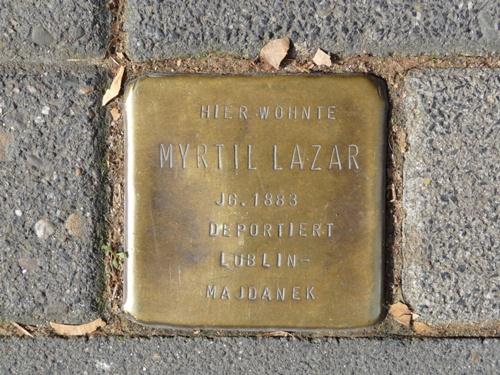 HIER WOHNTE
MYRTIL LAZAR
JG. 1883
DEPORTIERT
LUBLIN-
MAJDANEK